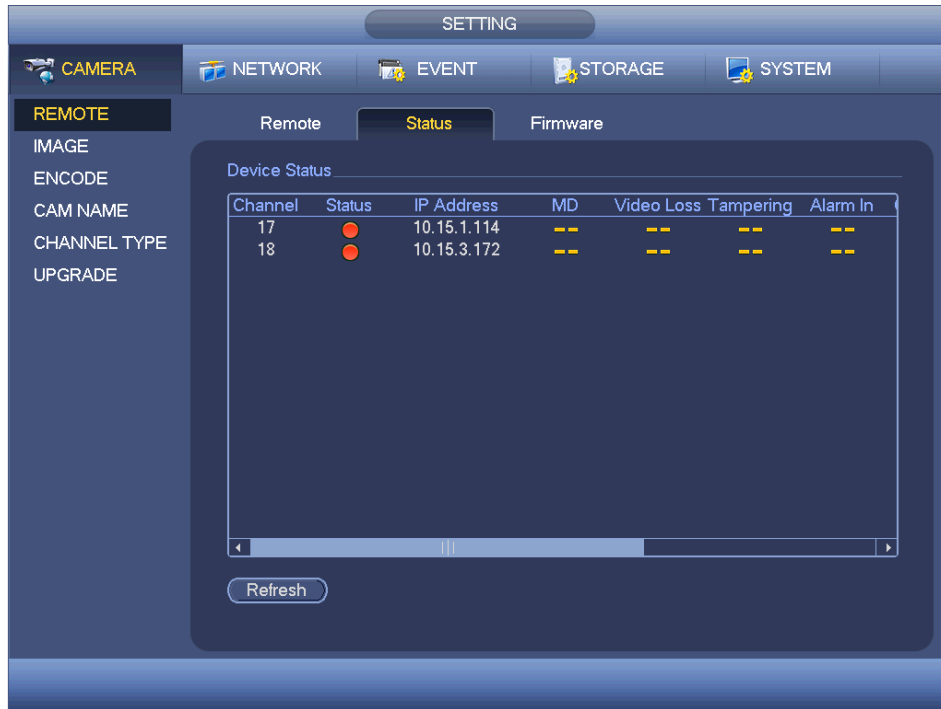 SETTING
CAMERA NETWORK EVENT STORAGE SYSTEM
REMOTE
IMAGE
ENCODE
CAM NAME
CHANNEL TYPE
UPGRADE
Remote Status Firmware
Device Status
Channel Status IP Address MD Video Loss Tampering Alarm In
17 10.15.1.114 -- -- -- --
18 10.15.3.172 -- -- -- --
Refresh